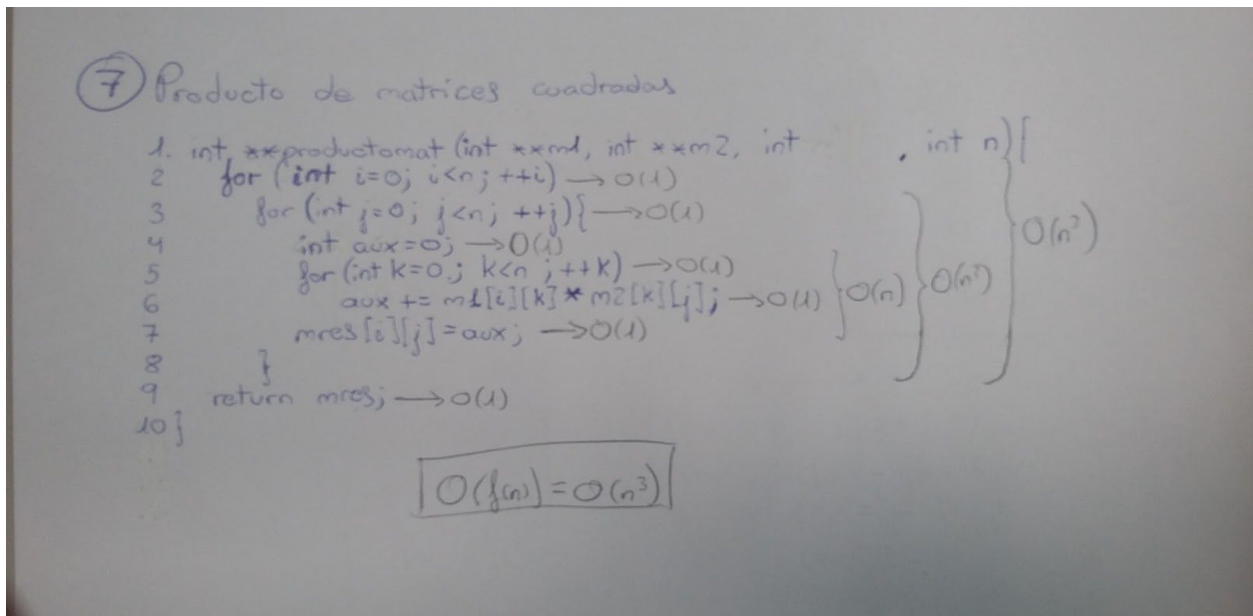 7 Producto de matrices cuadradas
1. int **productomat (int **m1, int **m2, int , int n){
2 for (int i=0; i<n; ++i) → O(1)
3 for (int j=0; j<n; ++j){ → O(1)
4 int aux=0; → O(1)
5 for (int k=0; k<n; ++k) → O(1)
6 aux += m1[i][k] * m2[k][j]; → O(1) } O(n) } O(n²) } O(n³)
7 mres[i][j]=aux; → O(1)
8 }
9 return mres; → O(1)
10 }
O(f(n)) = O(n³)